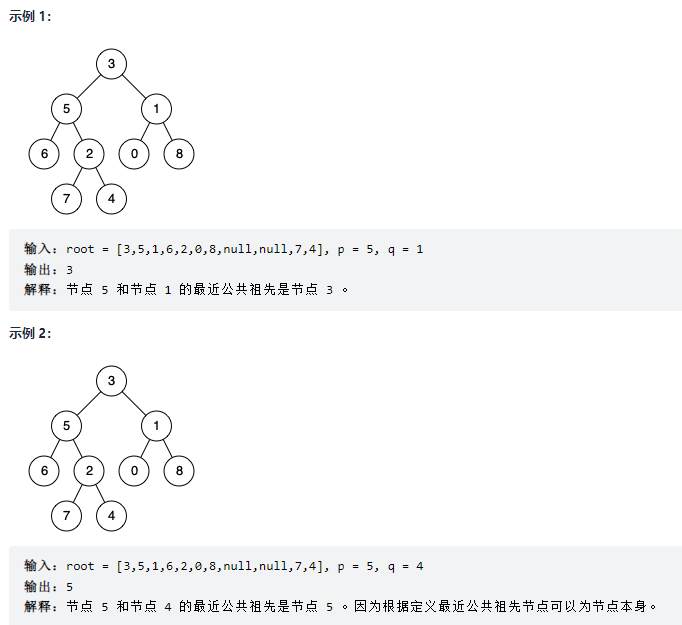 示例 1：
3
5 1
6 2 0 8
7 4
输入：root = [3,5,1,6,2,0,8,null,null,7,4], p = 5, q = 1
输出：3
解释：节点 5 和节点 1 的最近公共祖先是节点 3 。
示例 2：
3
5 1
6 2 0 8
7 4
输入：root = [3,5,1,6,2,0,8,null,null,7,4], p = 5, q = 4
输出：5
解释：节点 5 和节点 4 的最近公共祖先是节点 5 。因为根据定义最近公共祖先节点可以为节点本身。